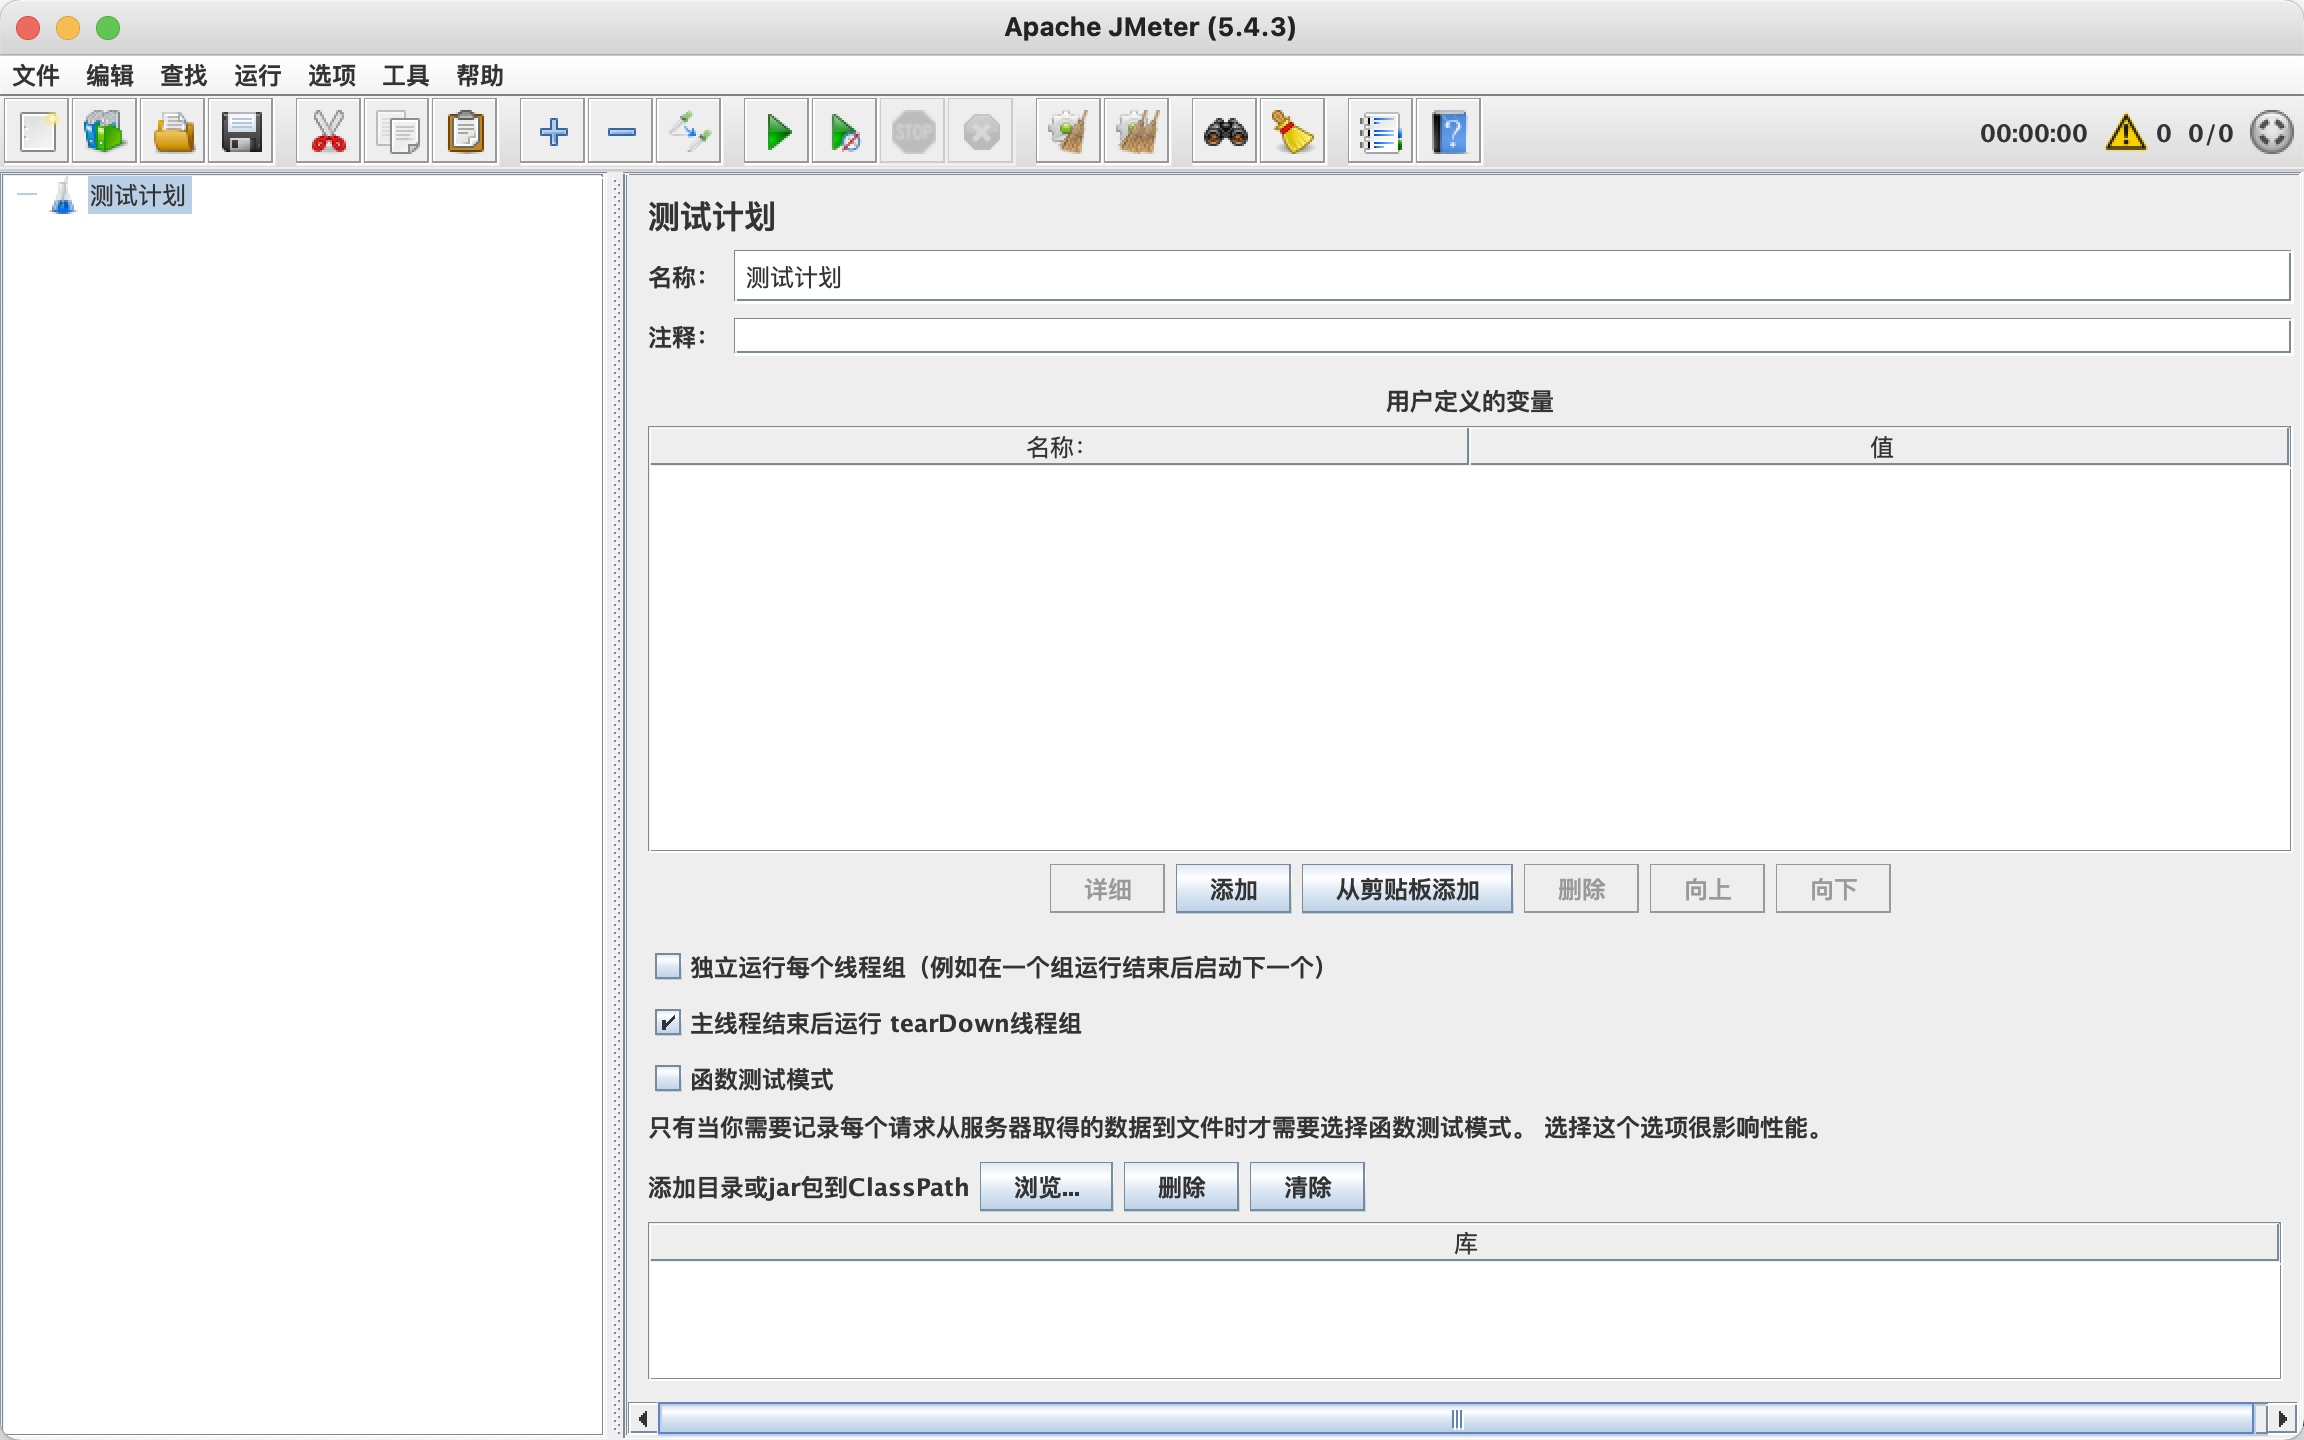 Apache JMeter (5.4.3)
文件 编辑 查找 运行 选项 工具 帮助
STOP
00:00:00 0 0/0
测试计划
测试计划
名称： 测试计划
注释：
用户定义的变量
名称： 值
详细 添加 从剪贴板添加 删除 向上 向下
独立运行每个线程组（例如在一个组运行结束后启动下一个）
主线程结束后运行 tearDown线程组
函数测试模式
只有当你需要记录每个请求从服务器取得的数据到文件时才需要选择函数测试模式。 选择这个选项很影响性能。
添加目录或jar包到ClassPath 浏览... 删除 清除
库